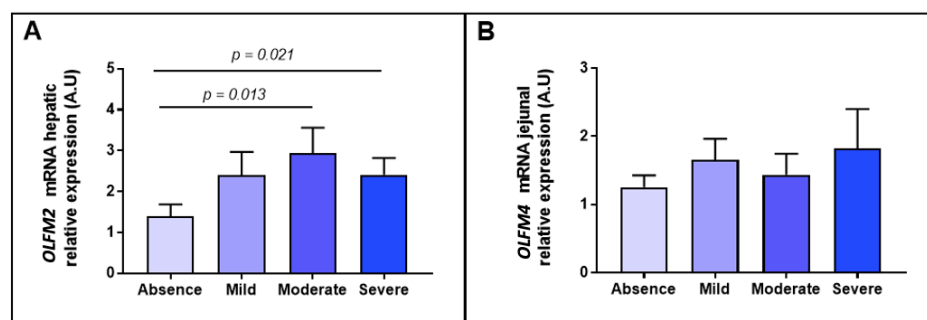 A
p = 0.021
p = 0.013
OLFM2 mRNA hepatic
relative expression (A.U)
5
4
3
2
1
0
Absence Mild Moderate Severe
B
OLFM4 mRNA jejunal
relative expression (A.U)
3
2
1
0
Absence Mild Moderate Severe